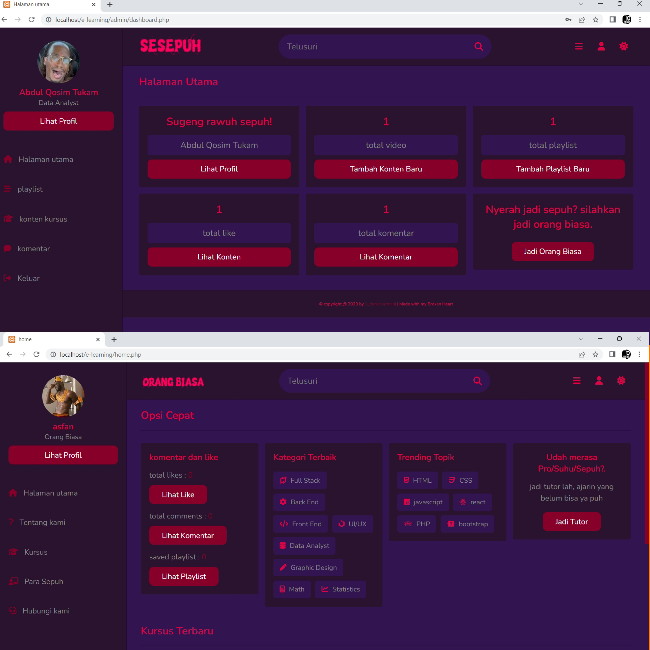 Halaman utama
localhost/e-learning/admin/dashboard.php
SESEPUH
Telusuri
Abdul Qosim Tukam
Data Analyst
Lihat Profil
Halaman utama
playlist
konten kursus
komentar
Keluar
Halaman Utama
Sugeng rawuh sepuh!
Abdul Qosim Tukam
Lihat Profil
1
total video
Tambah Konten Baru
1
total playlist
Tambah Playlist Baru
1
total like
Lihat Konten
1
total komentar
Lihat Komentar
Nyerah jadi sepuh? silahkan
jadi orang biasa.
Jadi Orang Biasa
home
localhost/e-learning/home.php
ORANG BIASA
Telusuri
asfan
Orang Biasa
Lihat Profil
Halaman utama
Tentang kami
Kursus
Para Sepuh
Hubungi kami
Opsi Cepat
komentar dan like
total likes :
Lihat Like
total comments :
Lihat Komentar
saved playlist :
Lihat Playlist
Kategori Terbaik
Full Stack
Back End
Front End
UI/UX
Data Analyst
Graphic Design
Math
Statistics
Trending Topik
HTML
CSS
javascript
react
PHP
bootstrap
Udah merasa
Pro/Suhu/Sepuh?.
jadi tutor lah, ajarin yang
belum bisa ya puh
Jadi Tutor
Kursus Terbaru